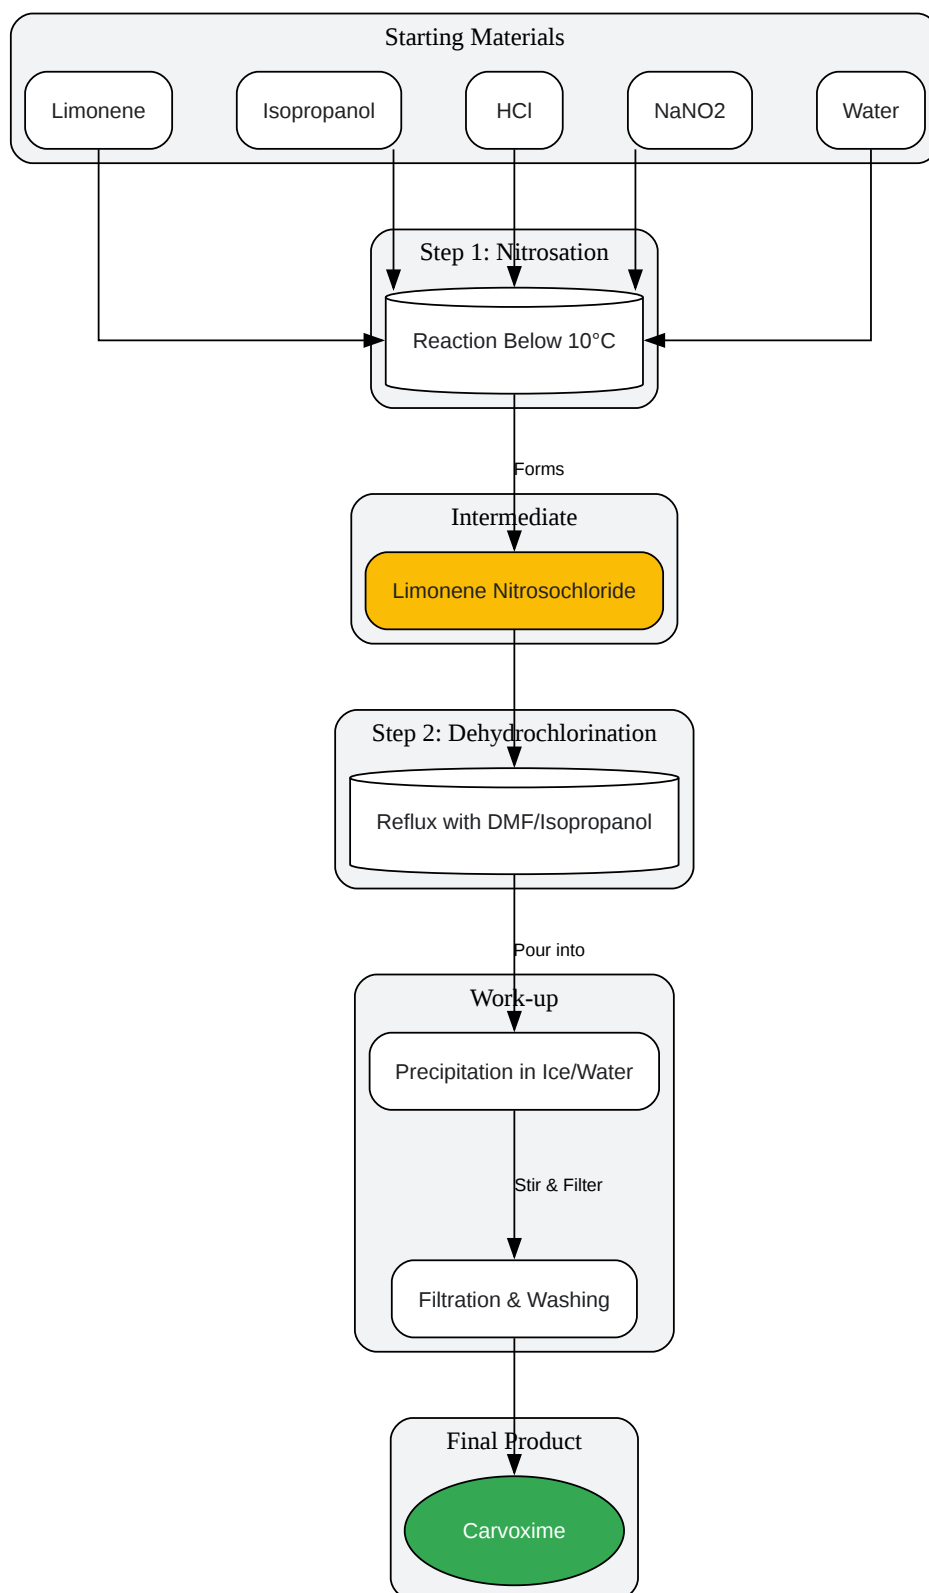 Starting Materials
Limonene
Isopropanol
HCl
NaNO2
Water
Step 1: Nitrosation
Reaction Below 10°C
Forms
Intermediate
Limonene Nitrosochloride
Step 2: Dehydrochlorination
Reflux with DMF/Isopropanol
Pour into
Work-up
Precipitation in Ice/Water
Stir & Filter
Filtration & Washing
Final Product
Carvoxime